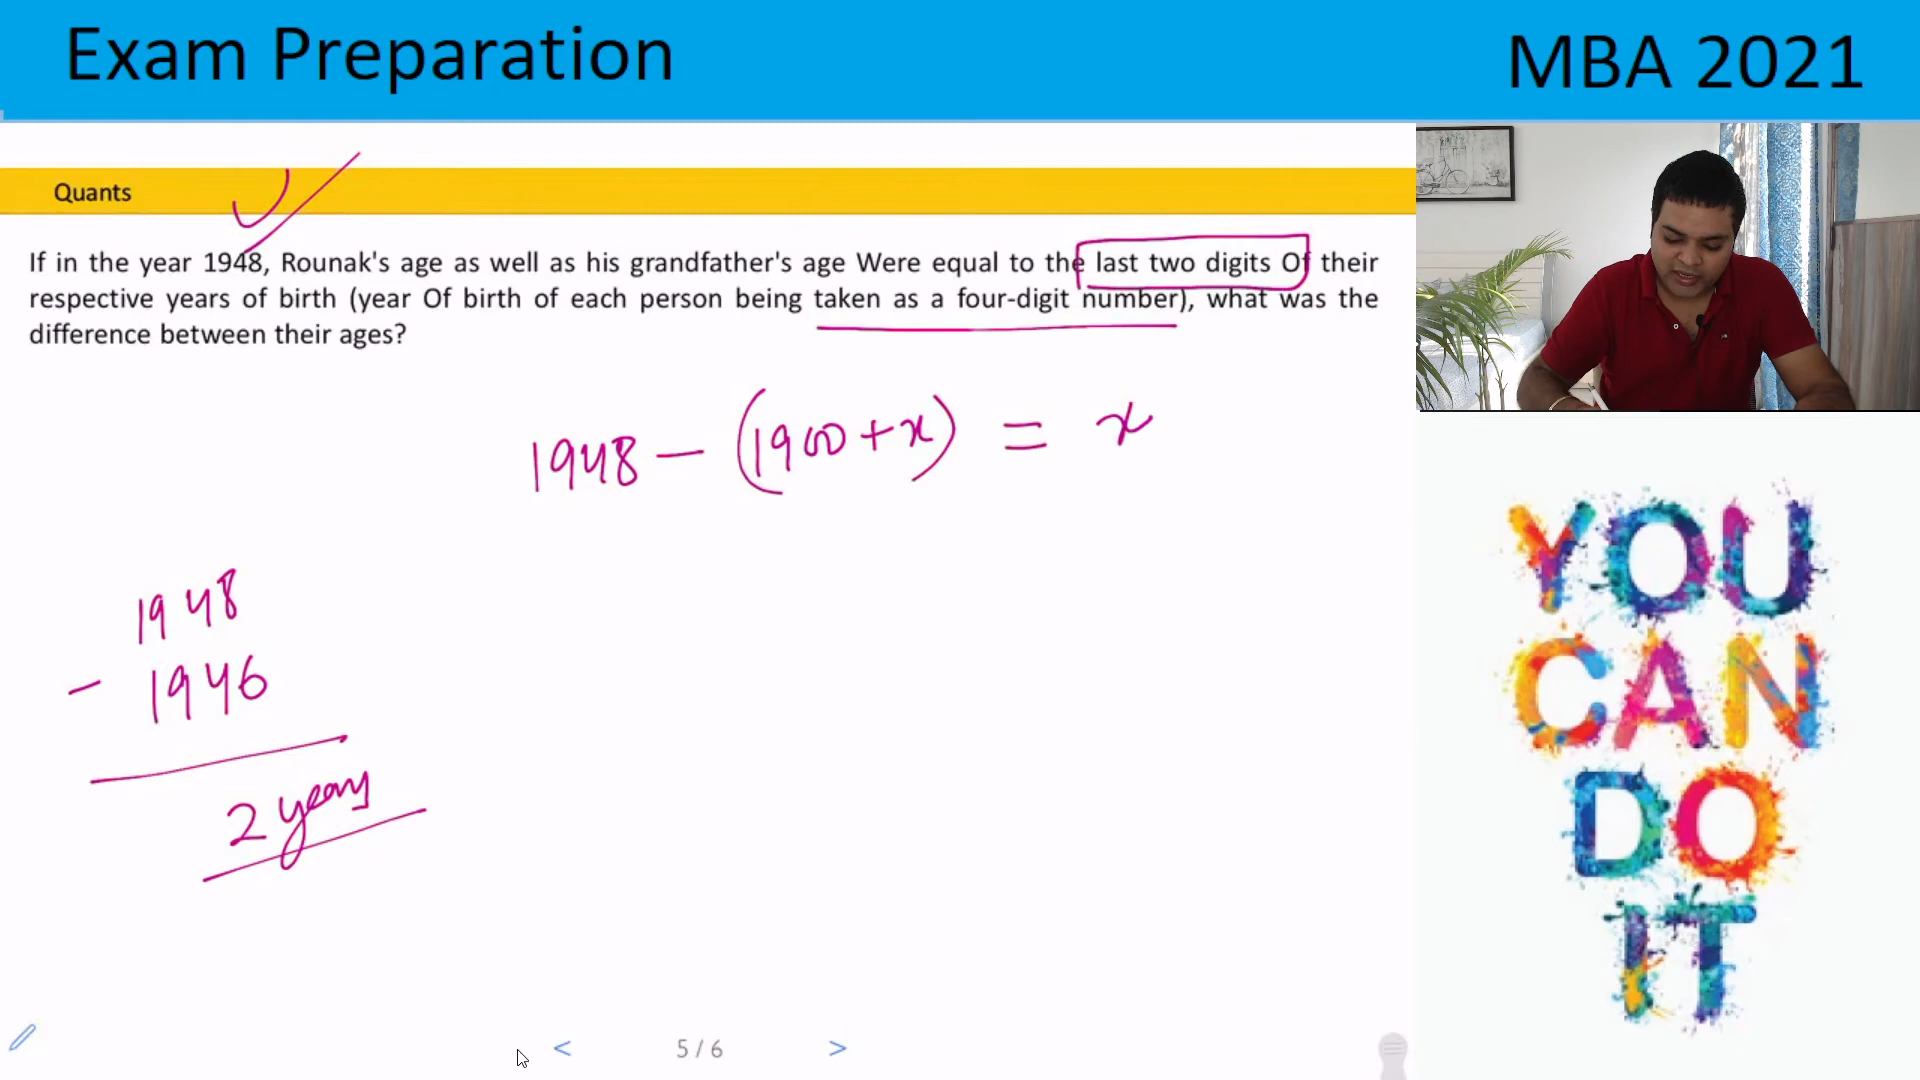 Exam Preparation
MBA 2021
Quants
If in the year 1948, Rounak's age as well as his grandfather's age Were equal to the last two digits Of their
respective years of birth (year Of birth of each person being taken as a four-digit number), what was the
difference between their ages?
1948 – (1900 + x) = x
1948
– 1946
2 years
< 5 / 6 >
YOU
CAN
DO
IT